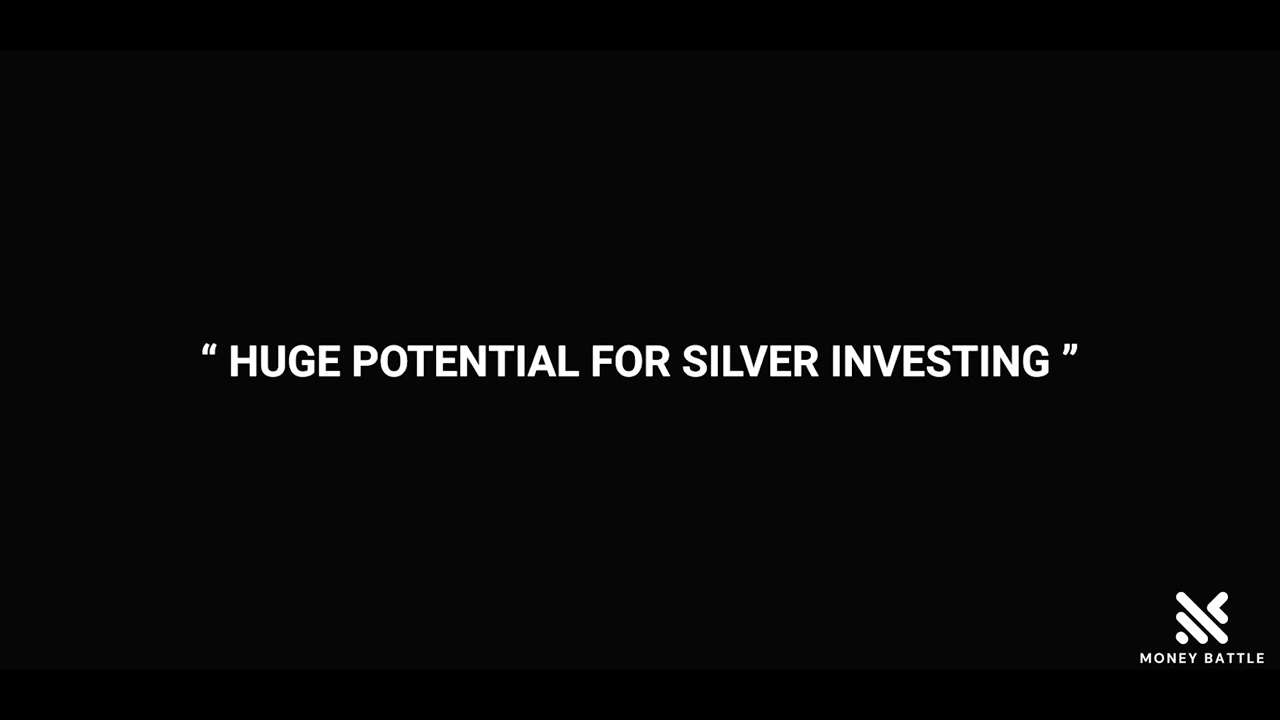 “ HUGE POTENTIAL FOR SILVER INVESTING ”
MONEY BATTLE